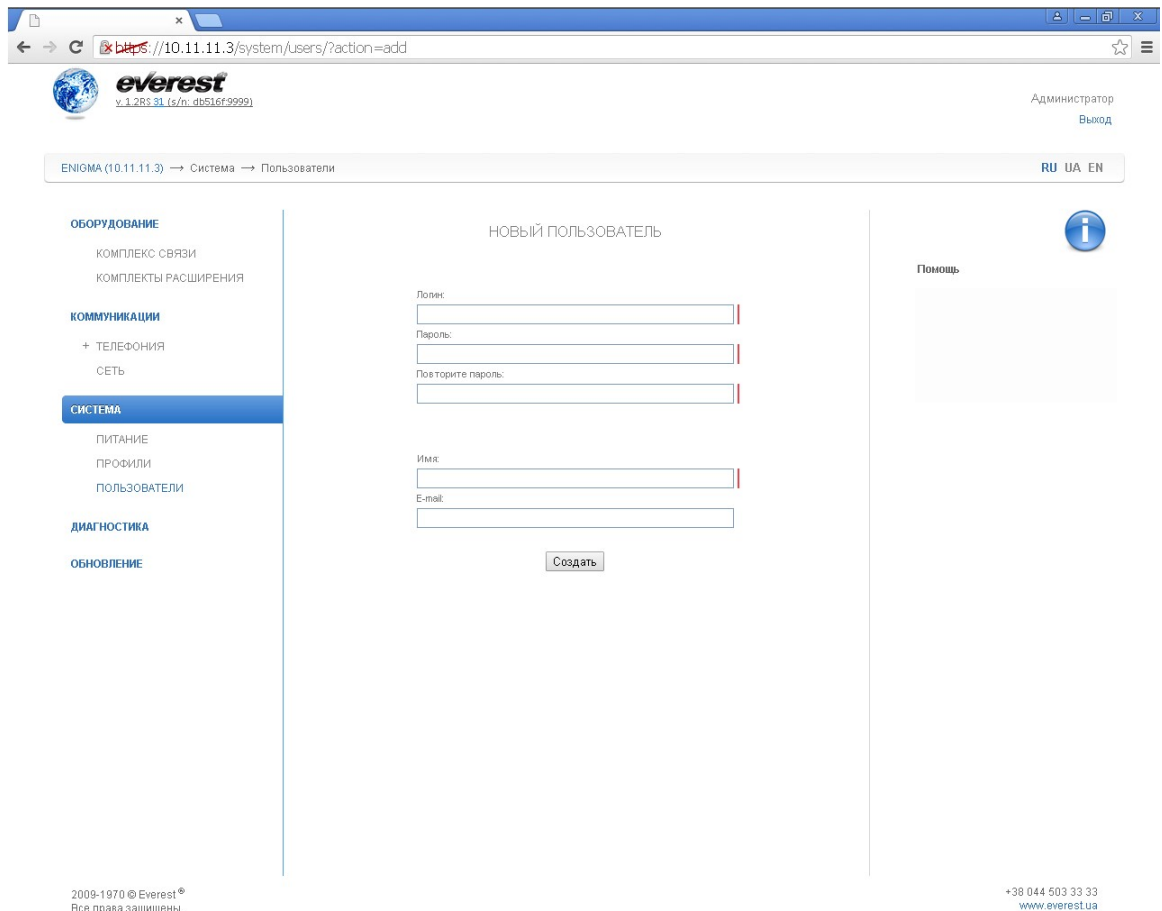 https://10.11.11.3/system/users/?action=add
everest
v. 1.2RS 31 (s/n: db516f:9999)
Администратор
Выход
ENIGMA (10.11.11.3) → Система → Пользователи
RU UA EN
ОБОРУДОВАНИЕ
КОМПЛЕКС СВЯЗИ
КОМПЛЕКТЫ РАСШИРЕНИЯ
КОММУНИКАЦИИ
+ ТЕЛЕФОНИЯ
СЕТЬ
СИСТЕМА
ПИТАНИЕ
ПРОФИЛИ
ПОЛЬЗОВАТЕЛИ
ДИАГНОСТИКА
ОБНОВЛЕНИЕ
НОВЫЙ ПОЛЬЗОВАТЕЛЬ
Логин:
Пароль:
Повторите пароль:
Имя:
E-mail:
Создать
Помощь
2009-1970 © Everest ®
Все права защищены
+38 044 503 33 33
www.everest.ua